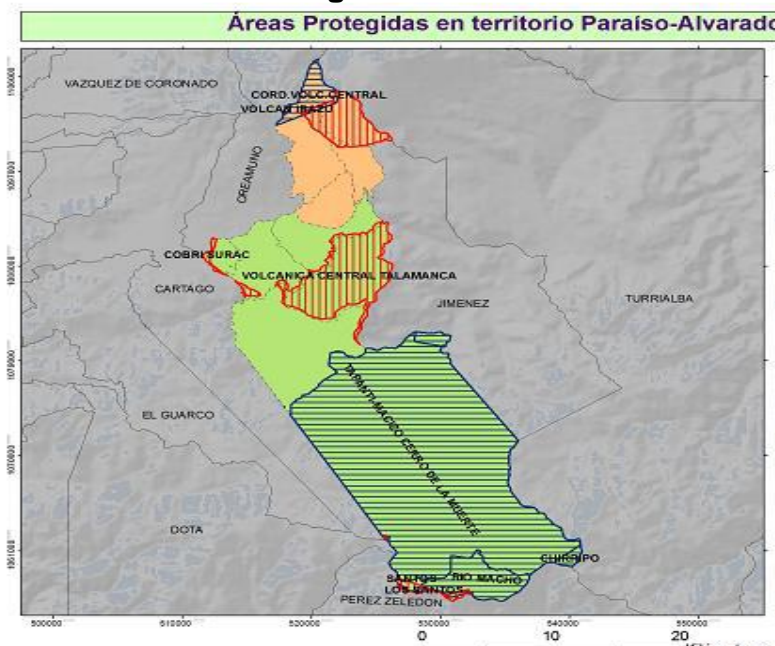 Áreas Protegidas en territorio Paraíso-Alvarado
VAZQUEZ DE CORONADO
CORD.VOLC.CENTRAL
VOLCAN IRAZU
OREAMUNO
COBRI SURAC
VOLCANICA CENTRAL TALAMANCA
CARTAGO
JIMENEZ
TURRIALBA
EL GUARCO
TAPANTI-MACIZO CERRO DE LA MUERTE
DOTA
CHIRRIPO
SANTOS
RIO MACHO
LOS SANTOS
PEREZ ZELEDON
500000
510000
520000
530000
540000
550000
0 10 20